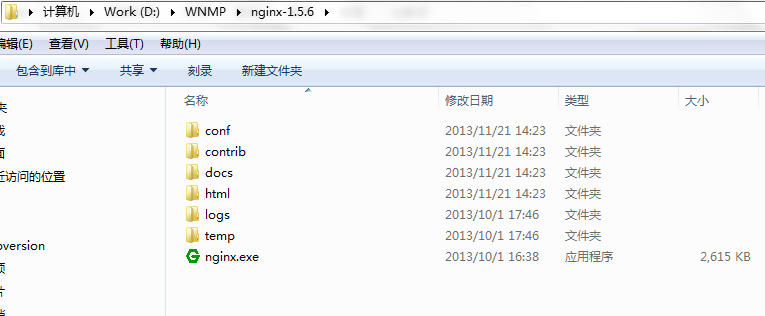 计算机 ▸ Work (D:) ▸ WNMP ▸ nginx-1.5.6 ▸
编辑(E) 查看(V) 工具(T) 帮助(H)
包含到库中 共享 刻录 新建文件夹
名称 修改日期 类型 大小
conf 2013/11/21 14:23 文件夹
contrib 2013/11/21 14:23 文件夹
docs 2013/11/21 14:23 文件夹
html 2013/11/21 14:23 文件夹
logs 2013/10/1 17:46 文件夹
temp 2013/10/1 17:46 文件夹
nginx.exe 2013/10/1 16:38 应用程序 2,615 KB
夹
面
近访问的位置
oversion
频
片